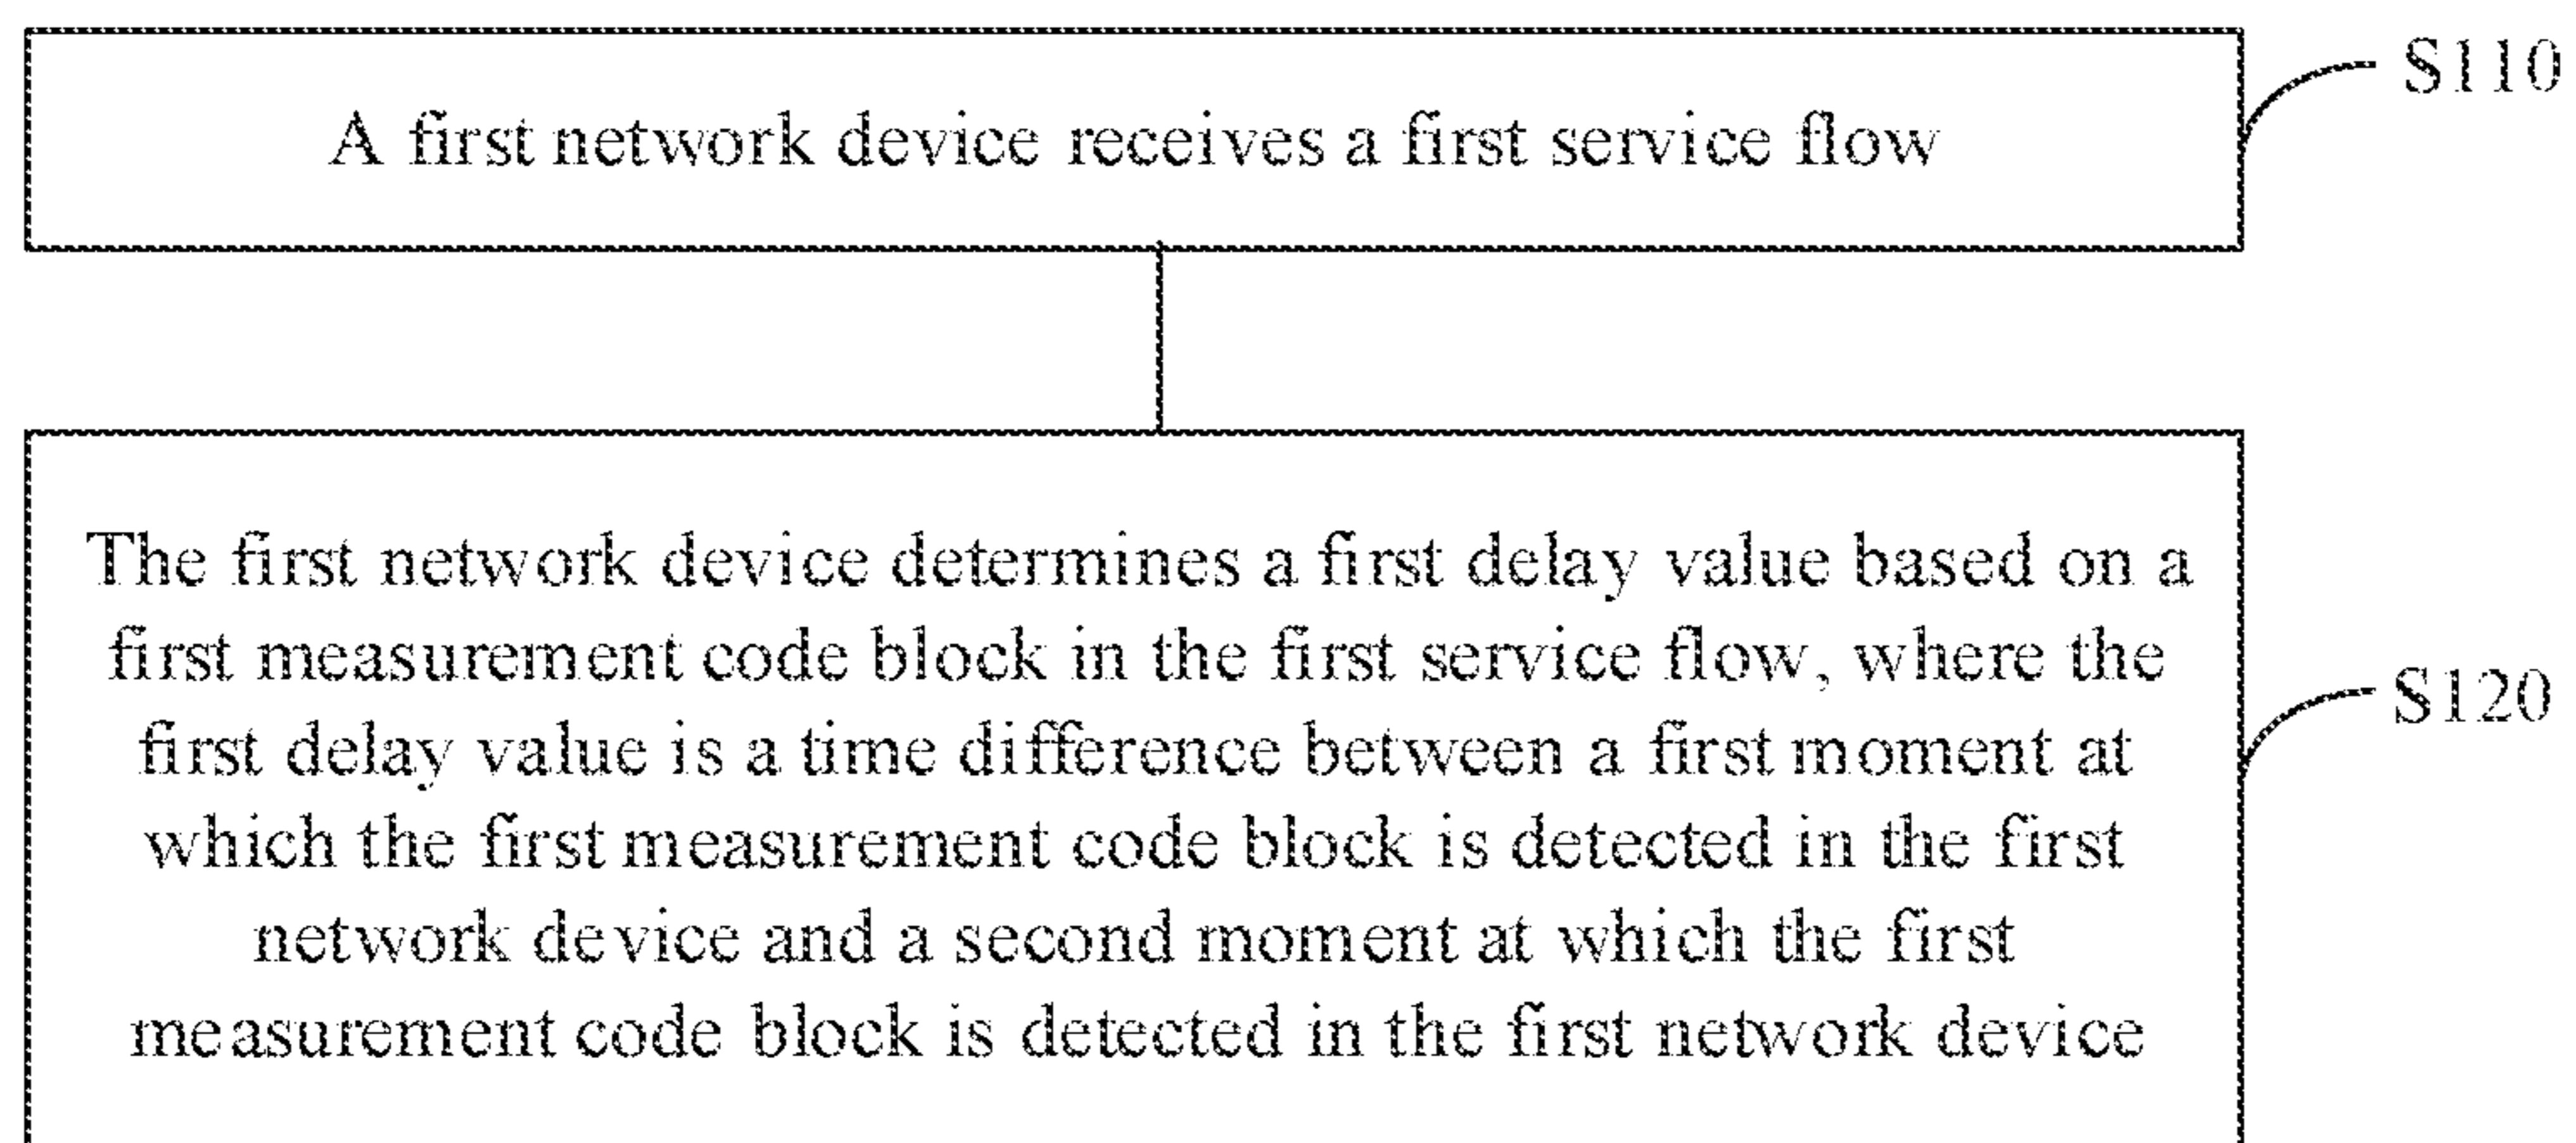 A first network device receives a first service flow
S110
The first network device determines a first delay value based on a
first measurement code block in the first service flow, where the
first delay value is a time difference between a first moment at
which the first measurement code block is detected in the first
network device and a second moment at which the first
measurement code block is detected in the first network device
S120